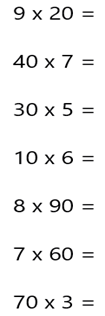 9 x 20 =
40 x 7 =
30 x 5 =
10 x 6 =
8 x 90 =
7 x 60 =
70 x 3 =